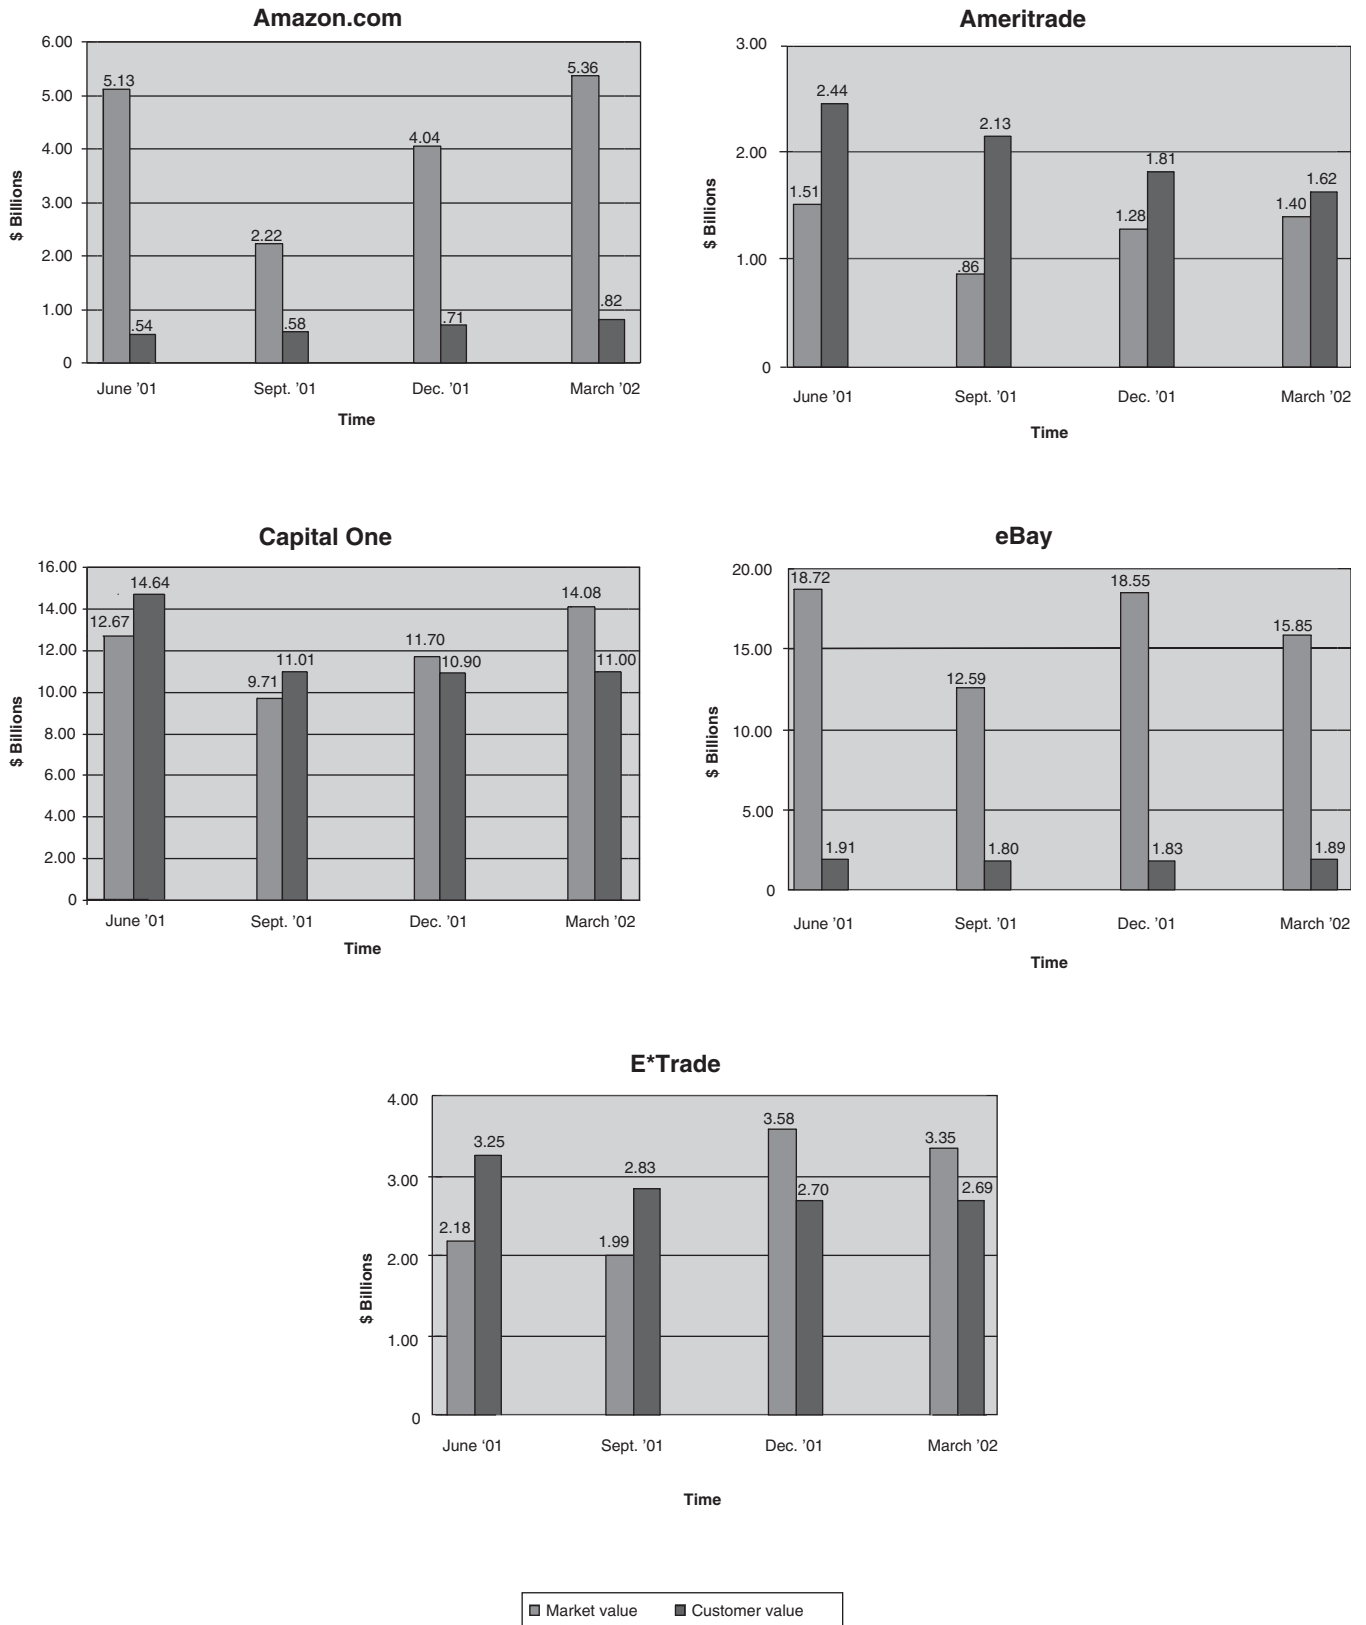 Amazon.com
6.00
5.00
4.00
3.00
2.00
1.00
0
$ Billions
5.13
.54
2.22
.58
4.04
.71
5.36
.82
June '01
Sept. '01
Dec. '01
March '02
Time
Ameritrade
3.00
2.00
1.00
0
$ Billions
1.51
2.44
.86
2.13
1.28
1.81
1.40
1.62
June '01
Sept. '01
Dec. '01
March '02
Time
Capital One
16.00
14.00
12.00
10.00
8.00
6.00
4.00
2.00
0
$ Billions
12.67
14.64
9.71
11.01
11.70
10.90
14.08
11.00
June '01
Sept. '01
Dec. '01
March '02
Time
eBay
20.00
15.00
10.00
5.00
0
$ Billions
18.72
1.91
12.59
1.80
18.55
1.83
15.85
1.89
June '01
Sept. '01
Dec. '01
March '02
Time
E*Trade
4.00
3.00
2.00
1.00
0
$ Billions
2.18
3.25
1.99
2.83
3.58
2.70
3.35
2.69
June ‘01
Sept. '01
Dec. '01
March '02
Time
Market value Customer value